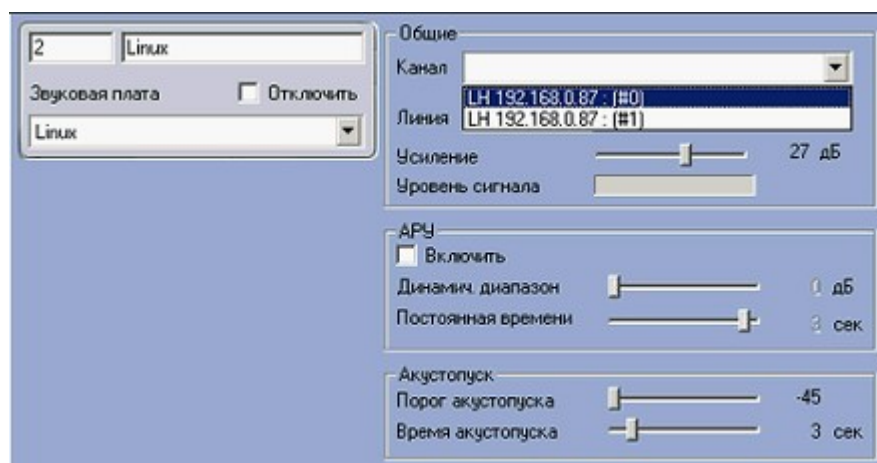 2 Linux
Звуковая плата Отключить
Linux
Общие
Канал
LH 192.168.0.87 : (#0)
LH 192.168.0.87 : (#1)
Линия
Усиление 27 дБ
Уровень сигнала
АРУ
Включить
Динамич. диапазон 0 дБ
Постоянная времени 3 сек
Акустопуск
Порог акустопуска -45
Время акустопуска 3 сек